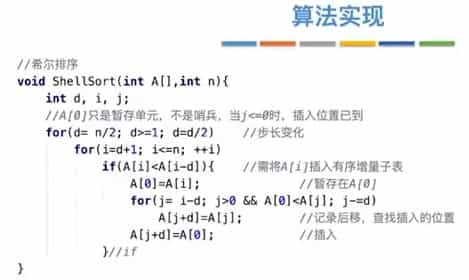 算法实现
//希尔排序
void ShellSort(int A[],int n){
    int d, i, j;
    //A[0]只是暂存单元，不是哨兵，当j<=0时，插入位置已到
    for(d= n/2; d>=1; d=d/2)    //步长变化
        for(i=d+1; i<=n; ++i)
            if(A[i]<A[i-d]){    //需将A[i]插入有序增量子表
                A[0]=A[i];              //暂存在A[0]
                for(j= i-d; j>0 && A[0]<A[j]; j-=d)
                    A[j+d]=A[j];        //记录后移，查找插入的位置
                A[j+d]=A[0];            //插入
            }//if
}